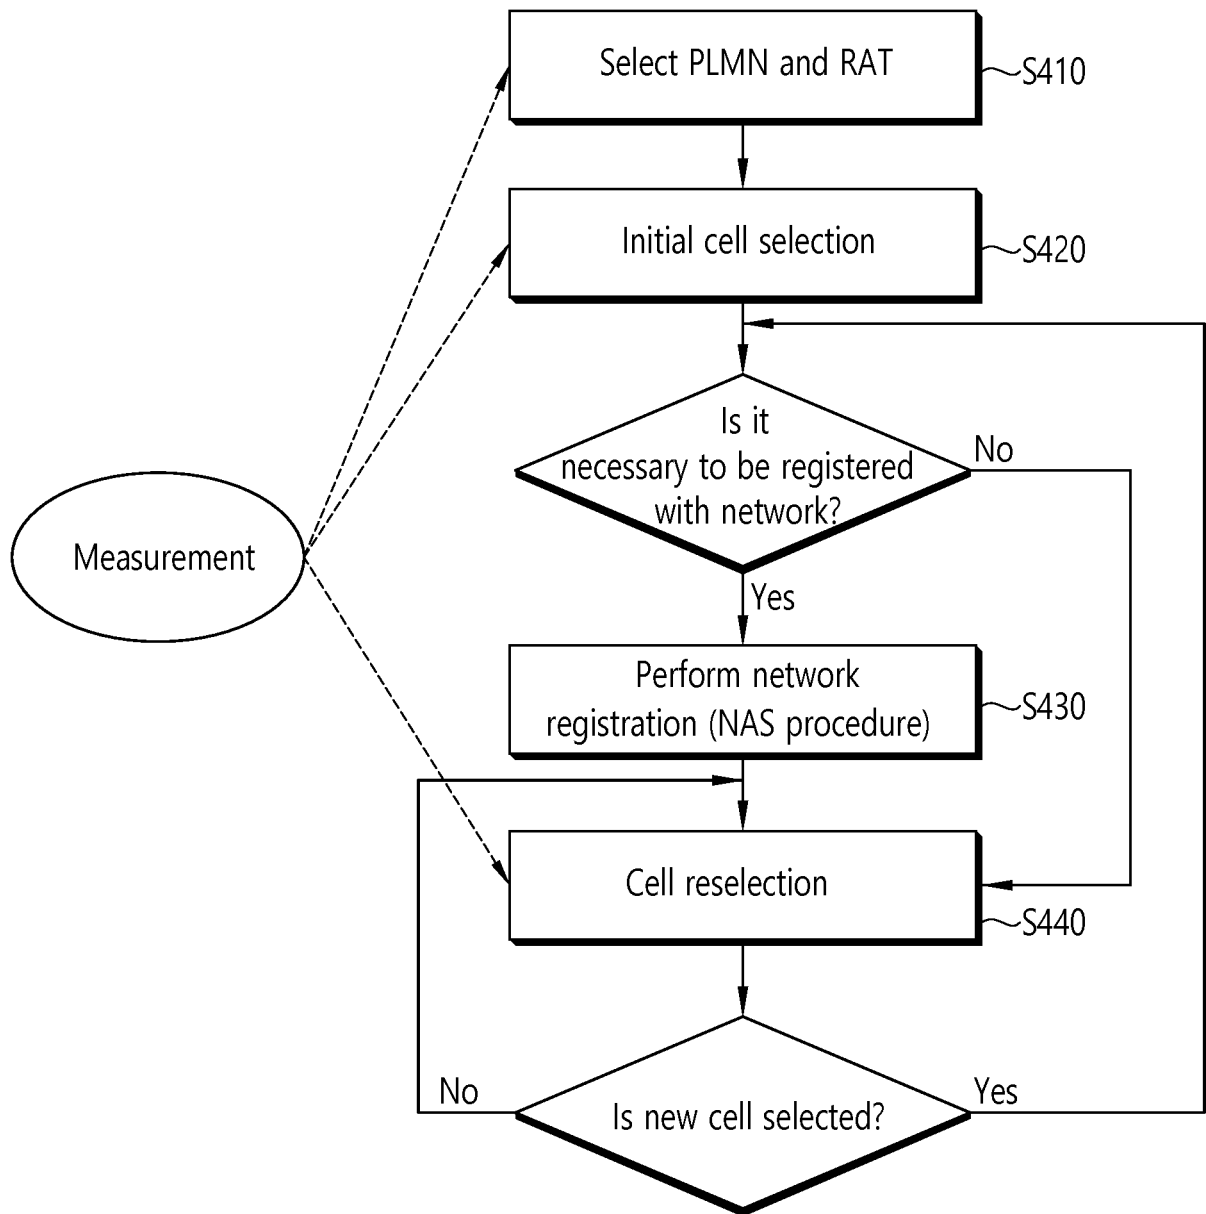 Select PLMN and RAT
S410
Initial cell selection
S420
Is it
necessary to be registered
with network?
No
Yes
Measurement
Perform network
registration (NAS procedure)
S430
Cell reselection
S440
No
Is new cell selected?
Yes